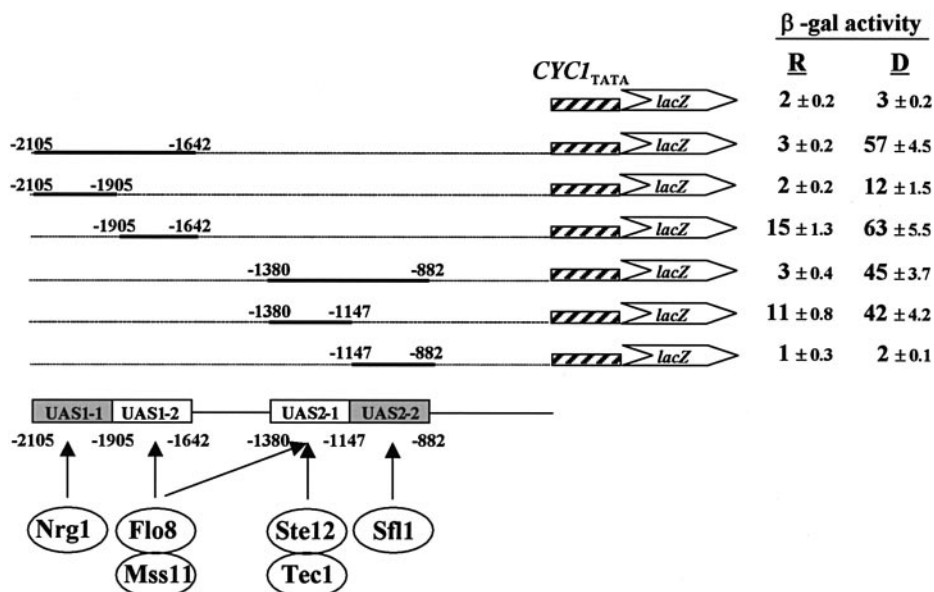 β -gal activity
R D
CYC1TATA
lacZ 2 ±0.2 3 ±0.2
-2105 -1642 lacZ 3 ±0.2 57 ±4.5
-2105 -1905 lacZ 2 ±0.2 12 ±1.5
-1905 -1642 lacZ 15 ±1.3 63 ±5.5
-1380 -882 lacZ 3 ±0.4 45 ±3.7
-1380 -1147 lacZ 11 ±0.8 42 ±4.2
-1147 -882 lacZ 1 ±0.3 2 ±0.1
UAS1-1 UAS1-2 UAS2-1 UAS2-2
-2105 -1905 -1642 -1380 -1147 -882
Nrg1 Flo8 Ste12 Sfl1
Mss11 Tec1